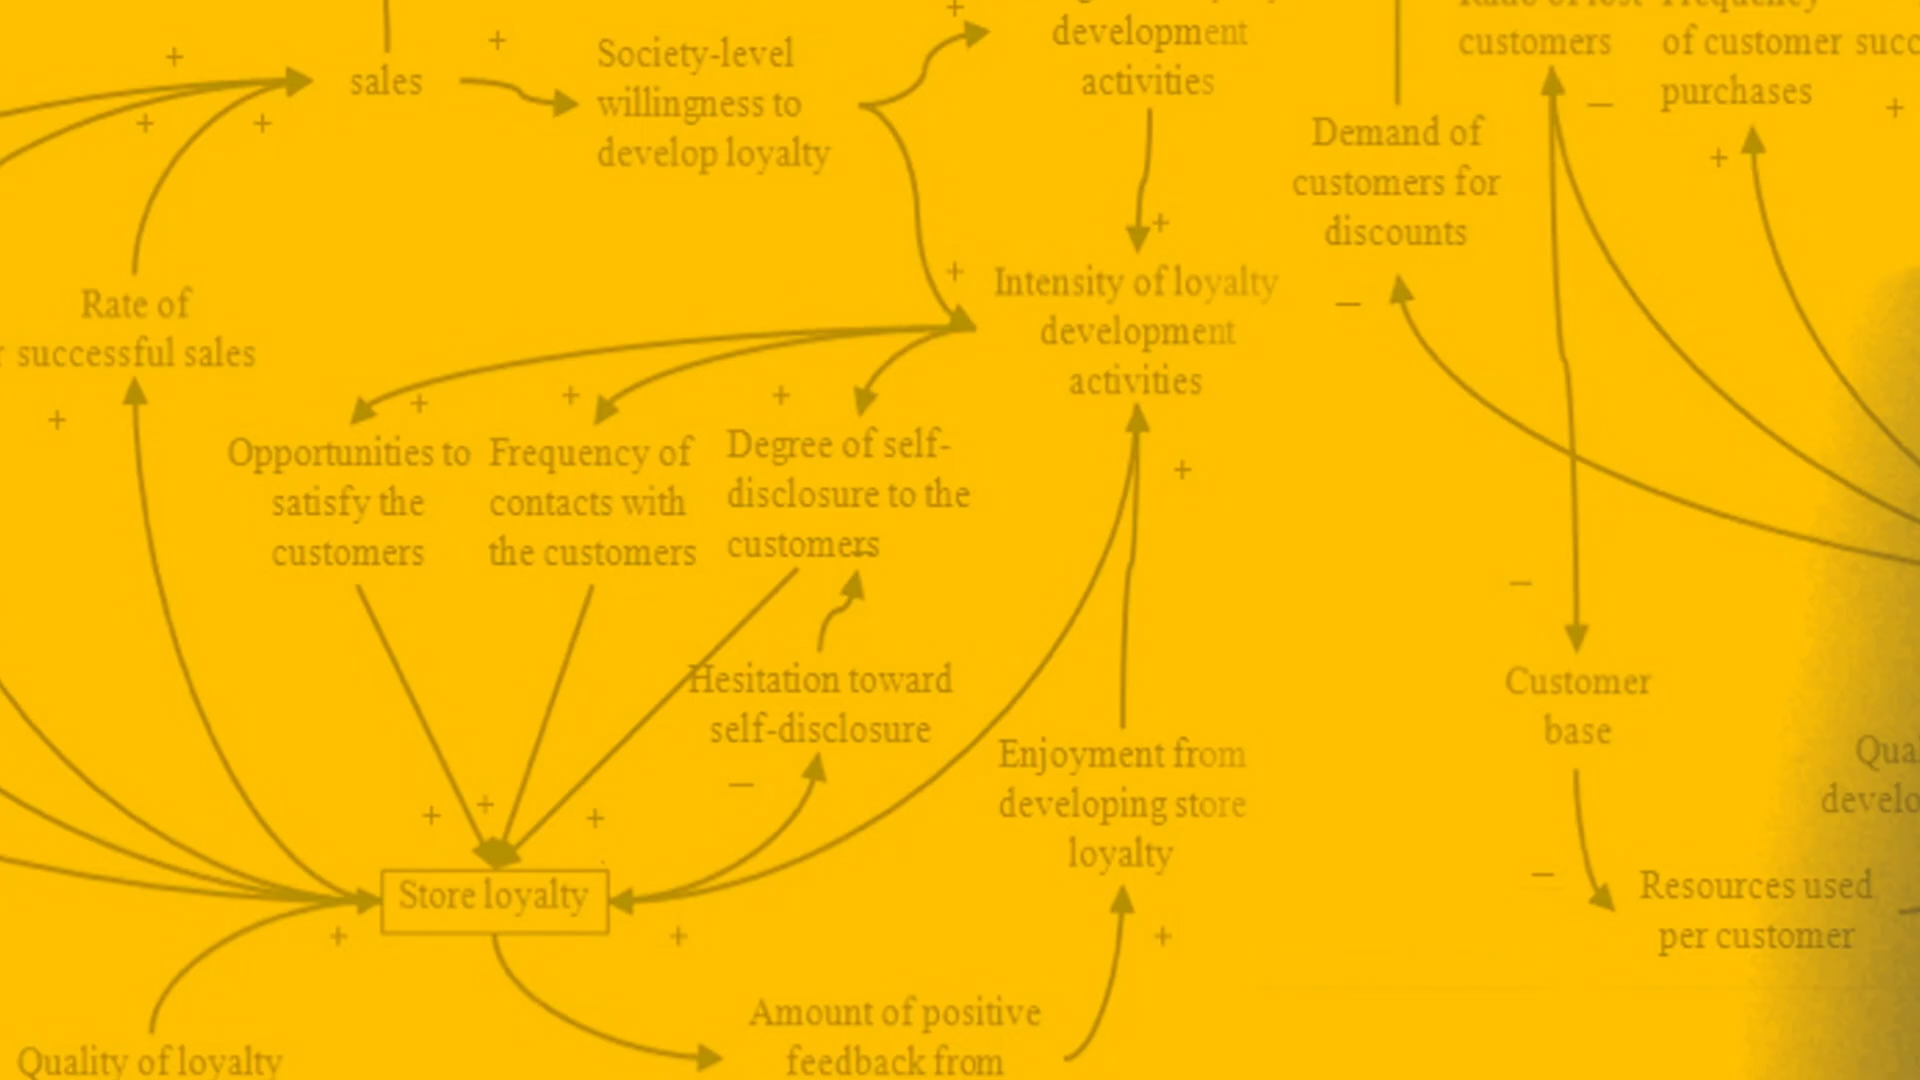 sales
Society-level
willingness to
develop loyalty
development
activities
customers
of customer
purchases
Demand of
customers for
discounts
Rate of
successful sales
Intensity of loyalty
development
activities
Opportunities to
satisfy the
customers
Frequency of
contacts with
the customers
Degree of self-
disclosure to the
customers
Hesitation toward
self-disclosure
Enjoyment from
developing store
loyalty
Customer
base
Store loyalty
Resources used
per customer
Amount of positive
feedback from
Quality of loyalty